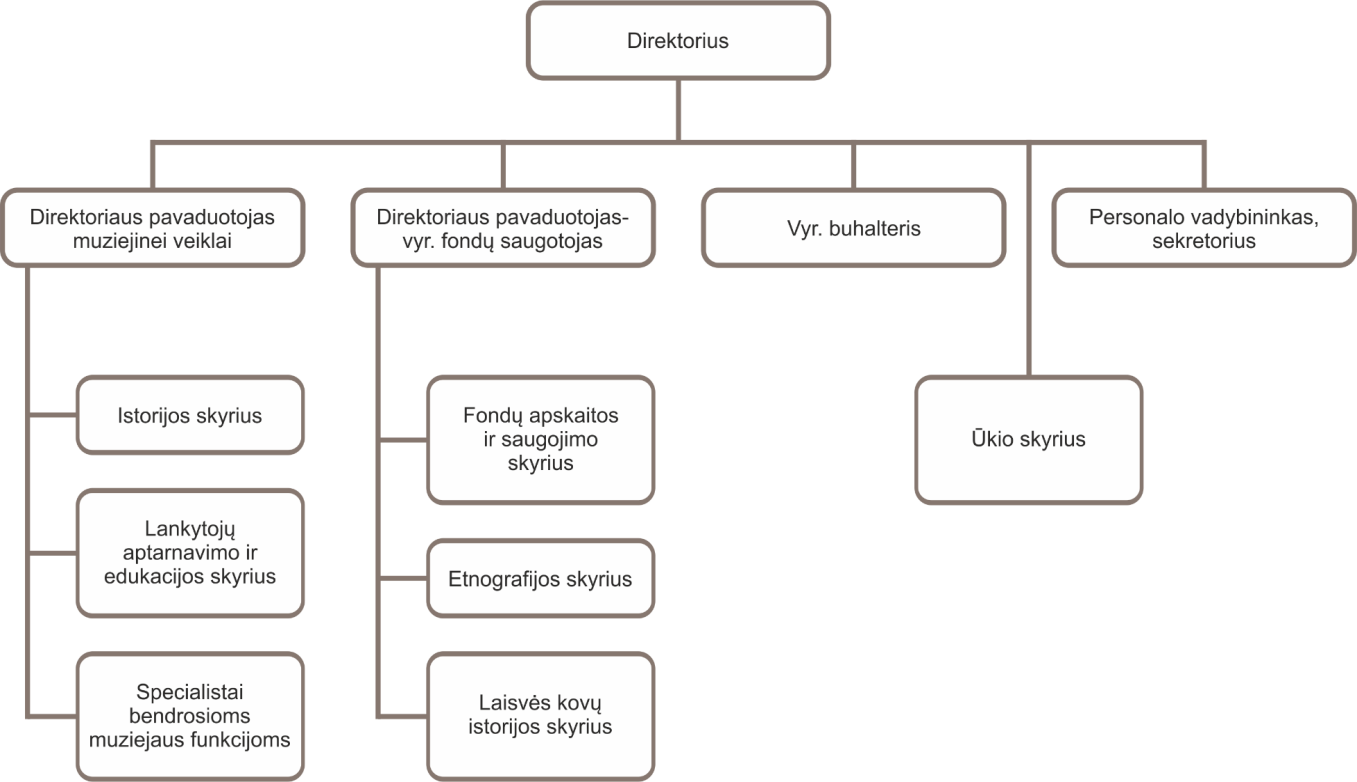 Direktorius
Direktoriaus pavaduotojas
muziejinei veiklai
Direktoriaus pavaduotojas-
vyr. fondų saugotojas
Vyr. buhalteris
Personalo vadybininkas,
sekretorius
Istorijos skyrius
Lankytojų
aptarnavimo ir
edukacijos skyrius
Specialistai
bendrosioms
muziejaus funkcijoms
Fondų apskaitos
ir saugojimo
skyrius
Etnografijos skyrius
Laisvės kovų
istorijos skyrius
Ūkio skyrius